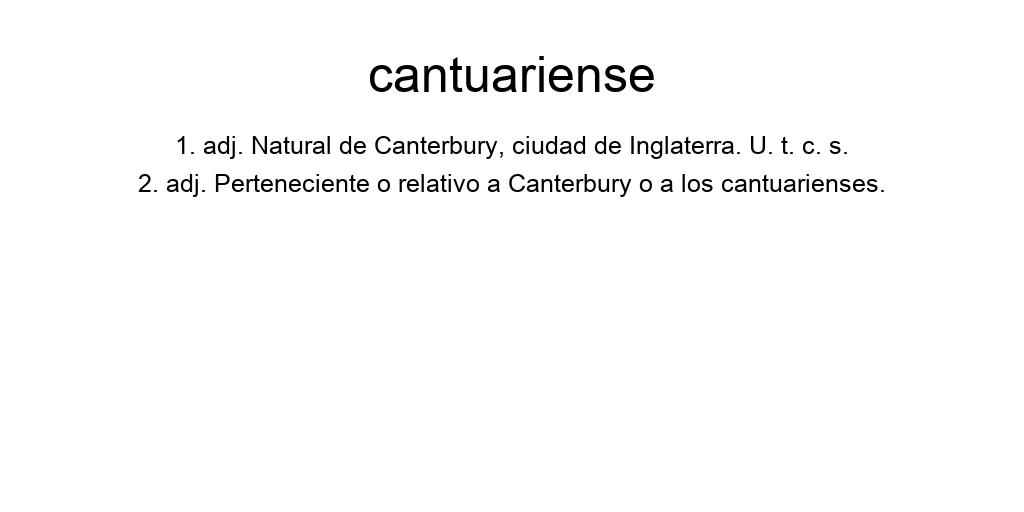 cantuariense
1. adj. Natural de Canterbury, ciudad de Inglaterra. U. t. c. s.
2. adj. Perteneciente o relativo a Canterbury o a los cantuarienses.